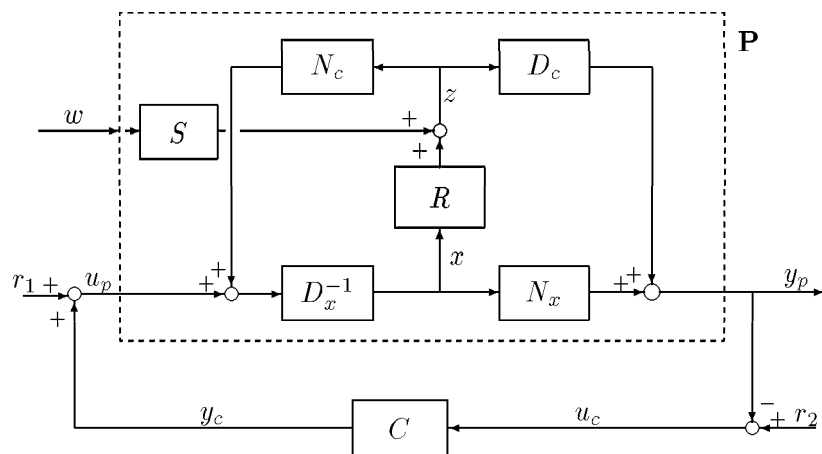 P
N_c
D_c
z
w
S
+
+
R
x
r_1
+
u_p
+
+
D_x^{-1}
N_x
+
+
y_p
+
y_c
C
u_c
−
+
r_2